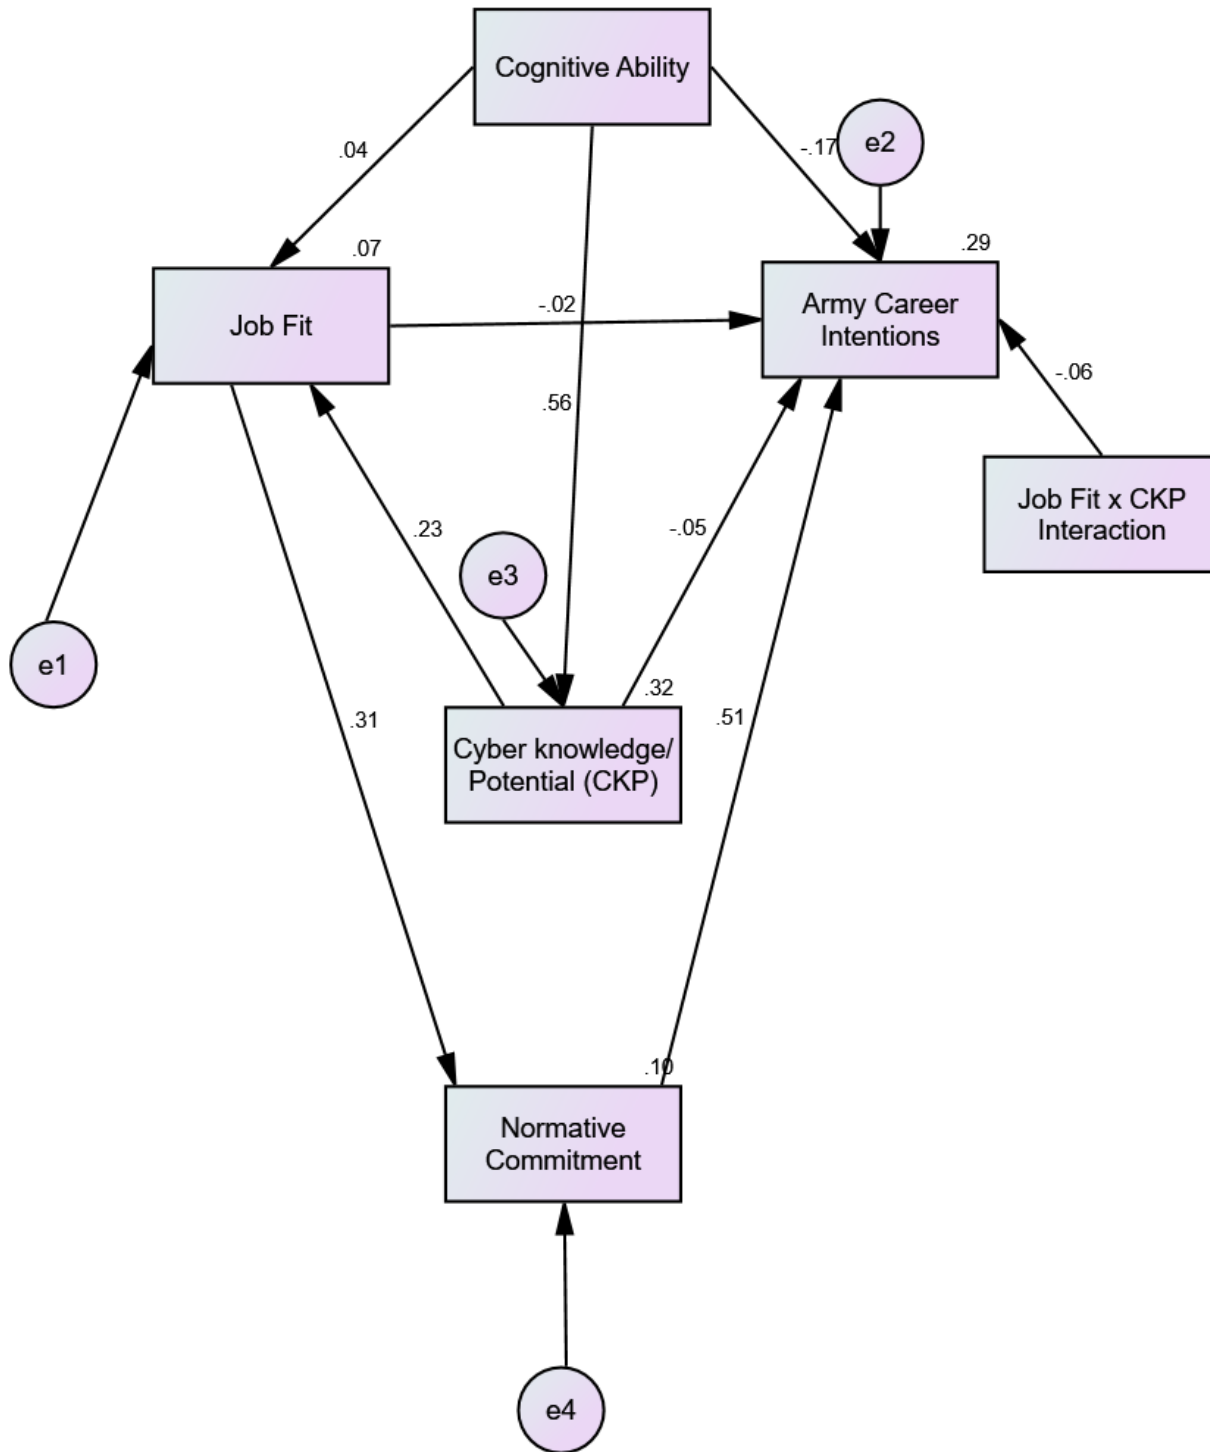 Cognitive Ability
.04
-.17
e2
.07
.29
Job Fit
-.02
Army Career
Intentions
-.06
.56
Job Fit x CKP
Interaction
.23
-.05
e3
e1
.32
.31
.51
Cyber knowledge/
Potential (CKP)
.10
Normative
Commitment
e4